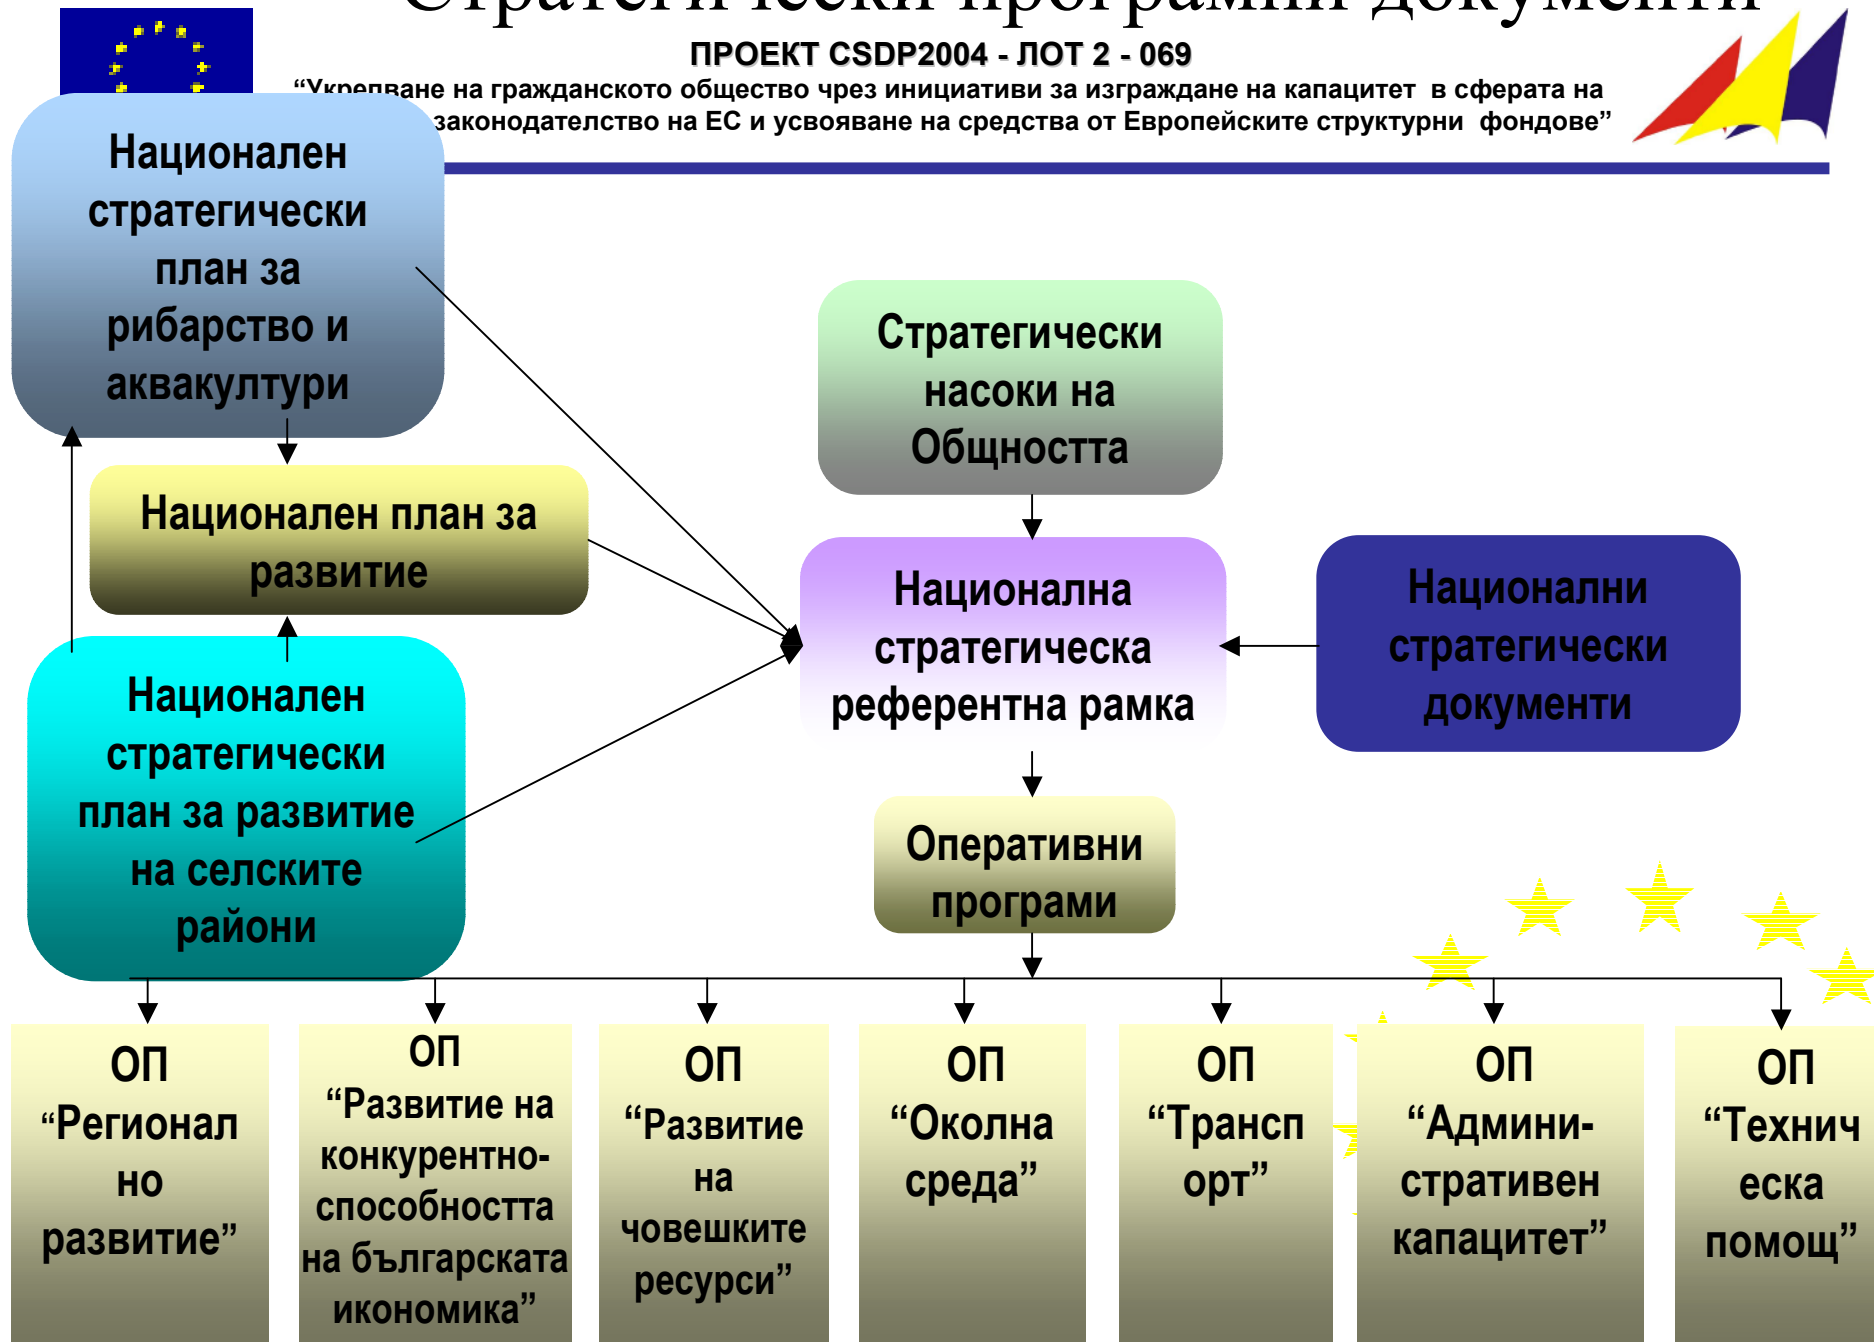 Стратегически програмни документи
ПРОЕКТ CSDP2004 - ЛОТ 2 - 069
“Укрепване на гражданското общество чрез инициативи за изграждане на капацитет в сферата на
законодателство на ЕС и усвояване на средства от Европейските структурни фондове”
Национален
стратегически
план за
рибарство и
аквакултури
Стратегически
насоки на
Общността
Национален план за
развитие
Национална
стратегическа
референтна рамка
Национални
стратегически
документи
Национален
стратегически
план за развитие
на селските
райони
Оперативни
програми
ОП
“Регионал
но
развитие”
ОП
“Развитие на
конкурентно-
способността
на българската
икономика”
ОП
“Развитие
на
човешките
ресурси”
ОП
“Околна
среда”
ОП
“Трансп
орт”
ОП
“Админи-
стративен
капацитет”
ОП
“Технич
еска
помощ”